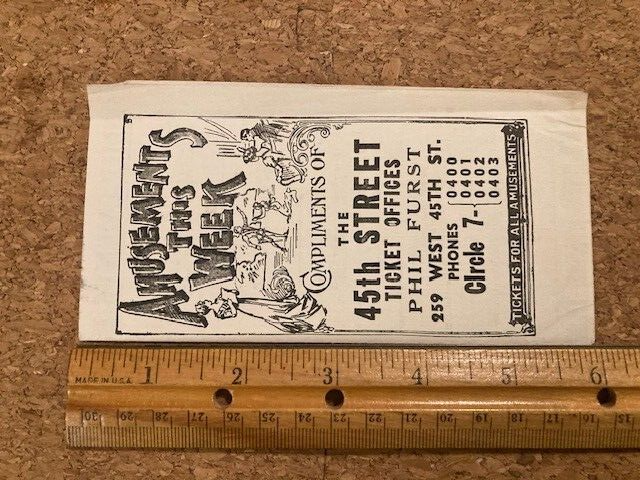 AMUSEMENTS
THIS
WEEK
COMPLIMENTS OF
THE
45th STREET
TICKET OFFICES
PHIL FURST
259 WEST 45TH ST.
PHONES
CIrcle 7-
0400
0401
0402
0403
TICKETS FOR ALL AMUSEMENTS
MADE IN U.S.A.
1 2 3 4 5 6
30 29 28 27 26 25 24 23 22 21 20 19 18 17 16 15